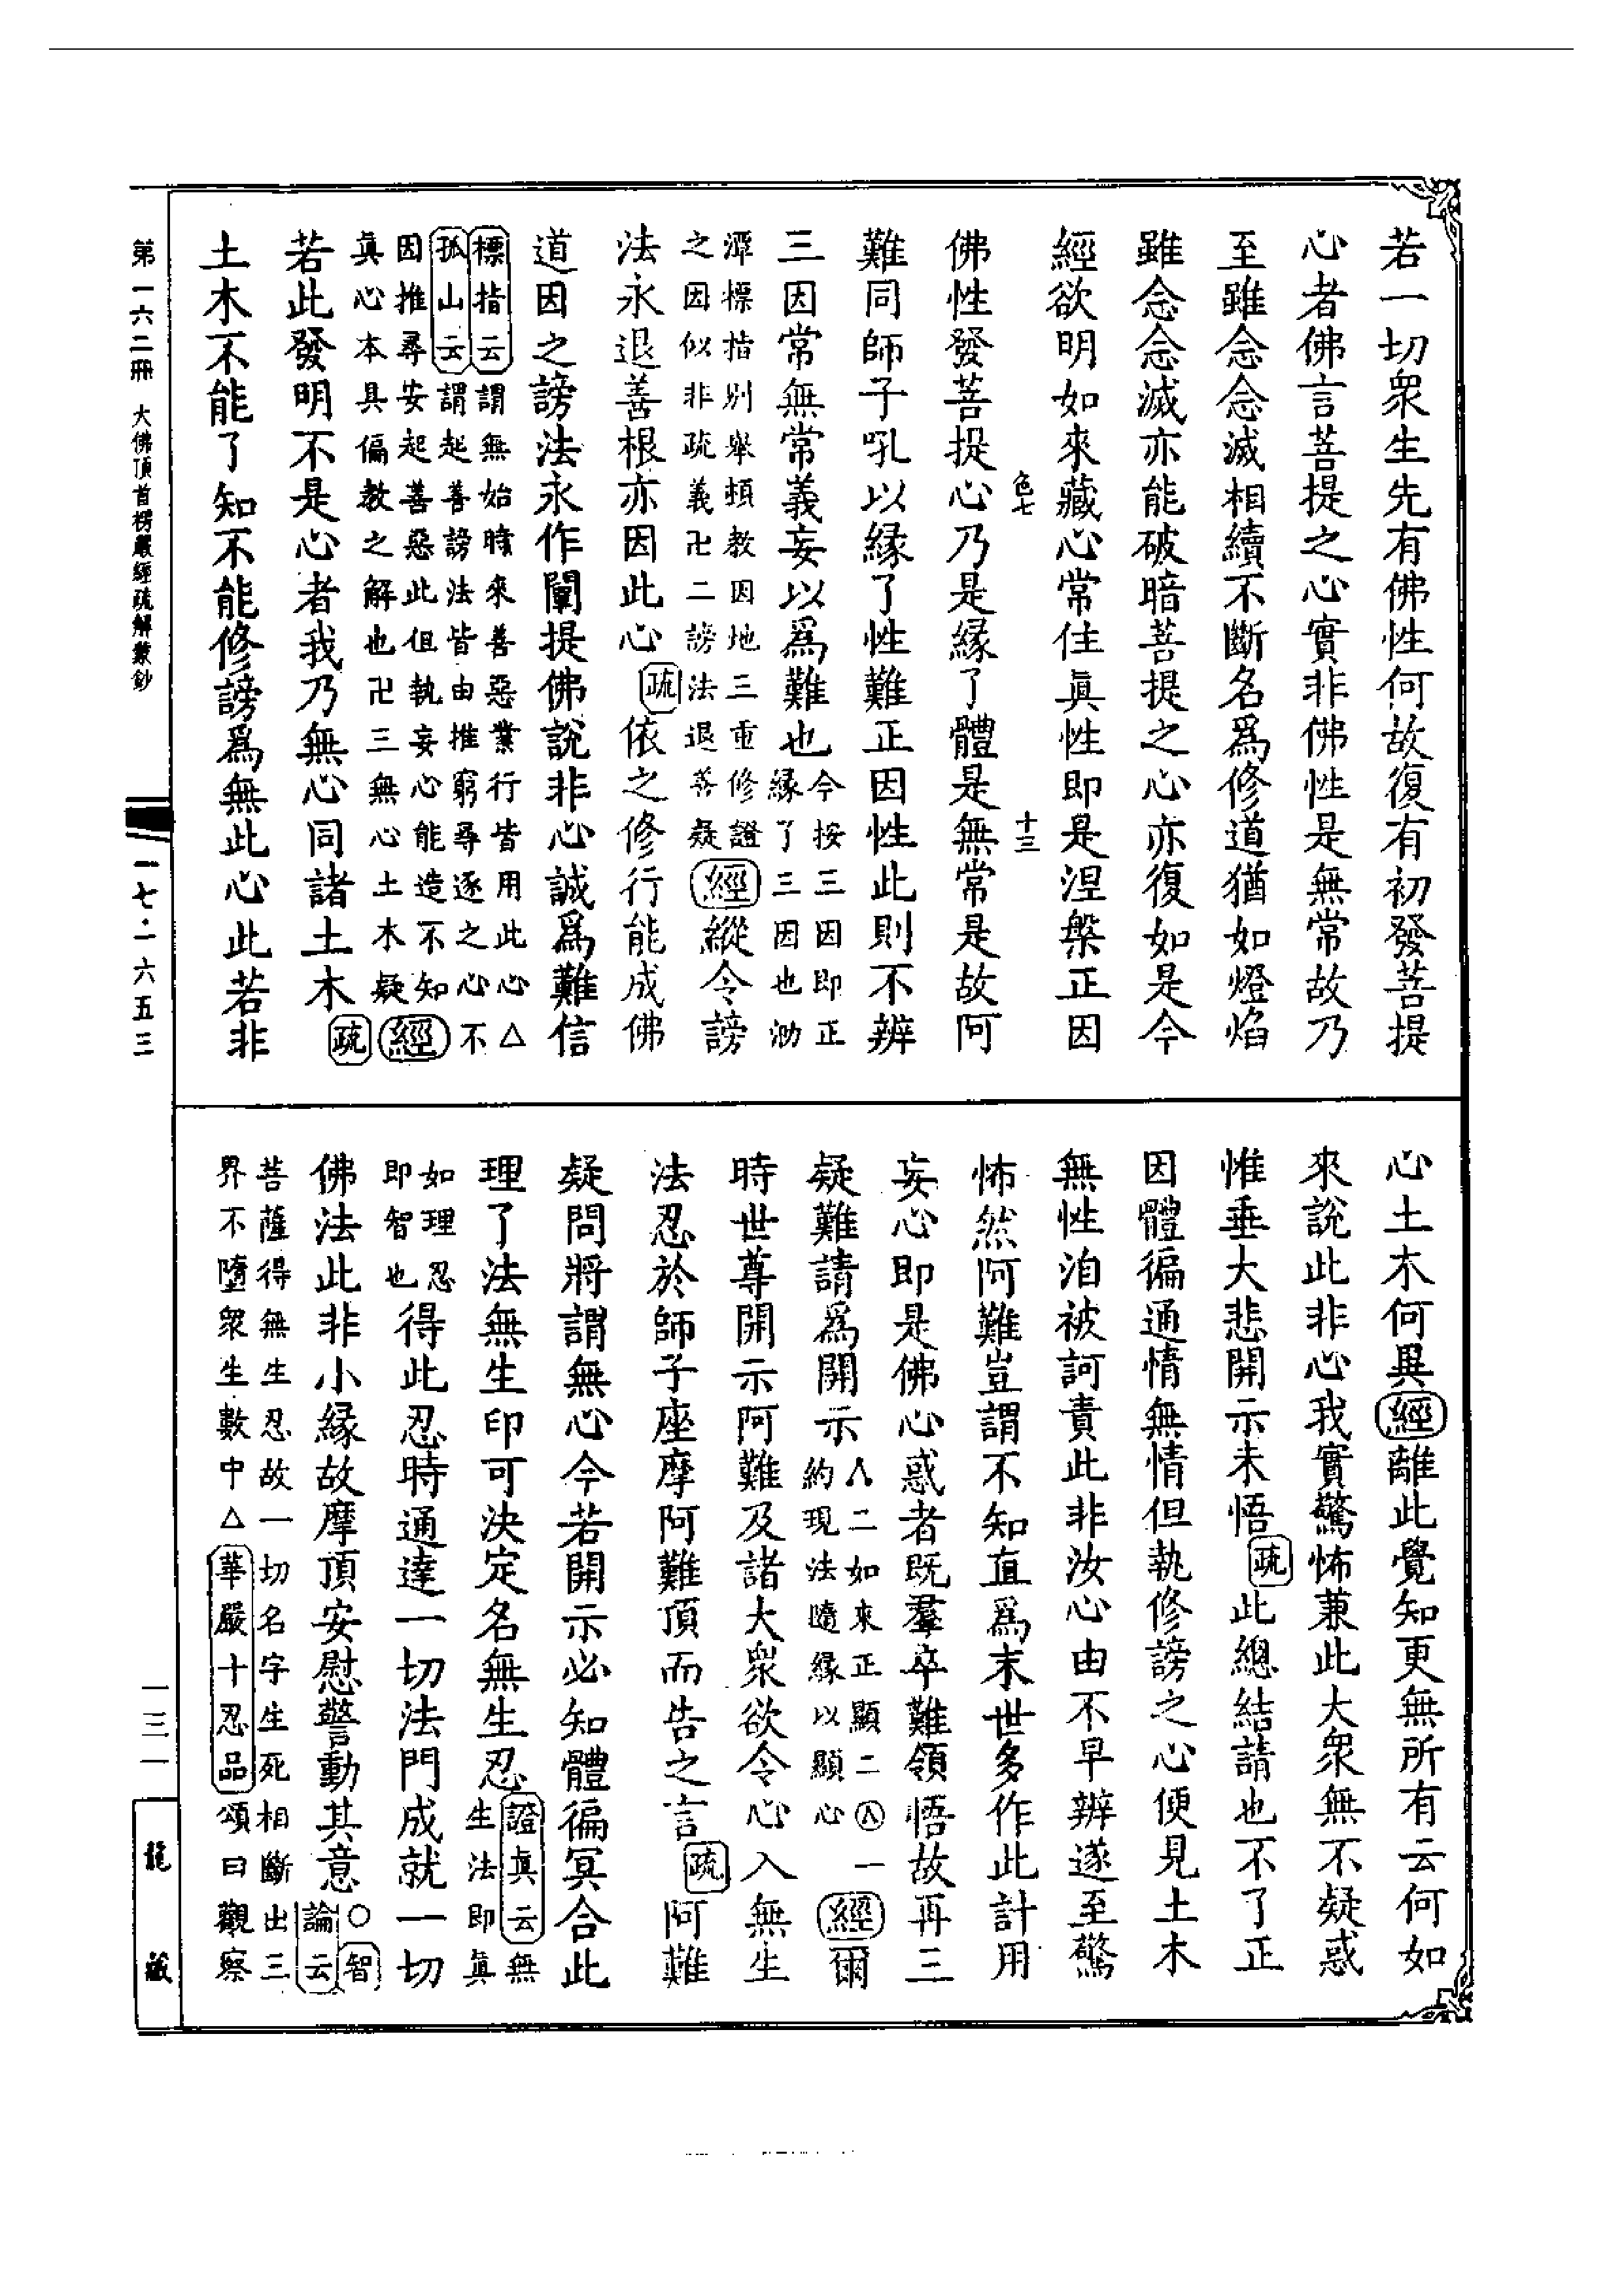 若一切衆生先有佛性何故復有初發菩提
心者佛言菩提之心實非佛性是無常故乃
至雖念念滅相續不斷名爲修道猶如燈焰
雖念念滅亦能破暗菩提之心亦復如是今
經欲明如來藏心常住眞性即是涅槃正因
色七 十三
佛性發菩提心乃是緣了體是無常是故阿
難同師子吼以緣了性難正因性此則不辨
三因常無常義妄以爲難也今按三因即正
緣了三因也泐
潭標指別舉頓教因地三重修證
之因似非疏義卍二謗法退善疑經縱令謗
法永退善根亦因此心疏依之修行能成佛
道因之謗法永作闡提佛說非心誠爲難信
標指云謂無始時來善惡業行皆用此心△
孤山云謂起善謗法皆由推窮尋逐之心不
因推尋安起善惡此但執妄心能造不知
眞心本具偏教之解也卍三無心土木疑經
若此發明不是心者我乃無心同諸土木疏
土木不能了知不能修謗爲無此心此若非
心土木何異經離此覺知更無所有云何如
來說此非心我實驚怖兼此大衆無不疑惑
惟垂大悲開示未悟疏此總結請也不了正
因體徧通情無情但執修謗之心便見土木
無性洎被訶責此非汝心由不早辨遂至驚
怖然阿難豈謂不知直爲末世多作此計用
妄心即是佛心惑者既羣卒難領悟故再三
疑難請爲開示人二如來正顯二㊇一
約現法隨緣以顯心經爾
時世尊開示阿難及諸大衆欲令心入無生
法忍於師子座摩阿難頂而告之言疏阿難
疑問將謂無心今若開示必知體徧冥合此
理了法無生印可決定名無生忍證眞云無
生法即眞
如理忍
即智也得此忍時通達一切法門成就一切
佛法此非小緣故摩頂安慰警動其意○智
論云
菩薩得無生忍故一切名字生死相斷出三
界不墮衆生數中△華嚴十忍品頌曰觀察
第一六二冊 大佛頂首楞嚴經疏解蒙鈔
一七·一六五三
一三一
龍藏